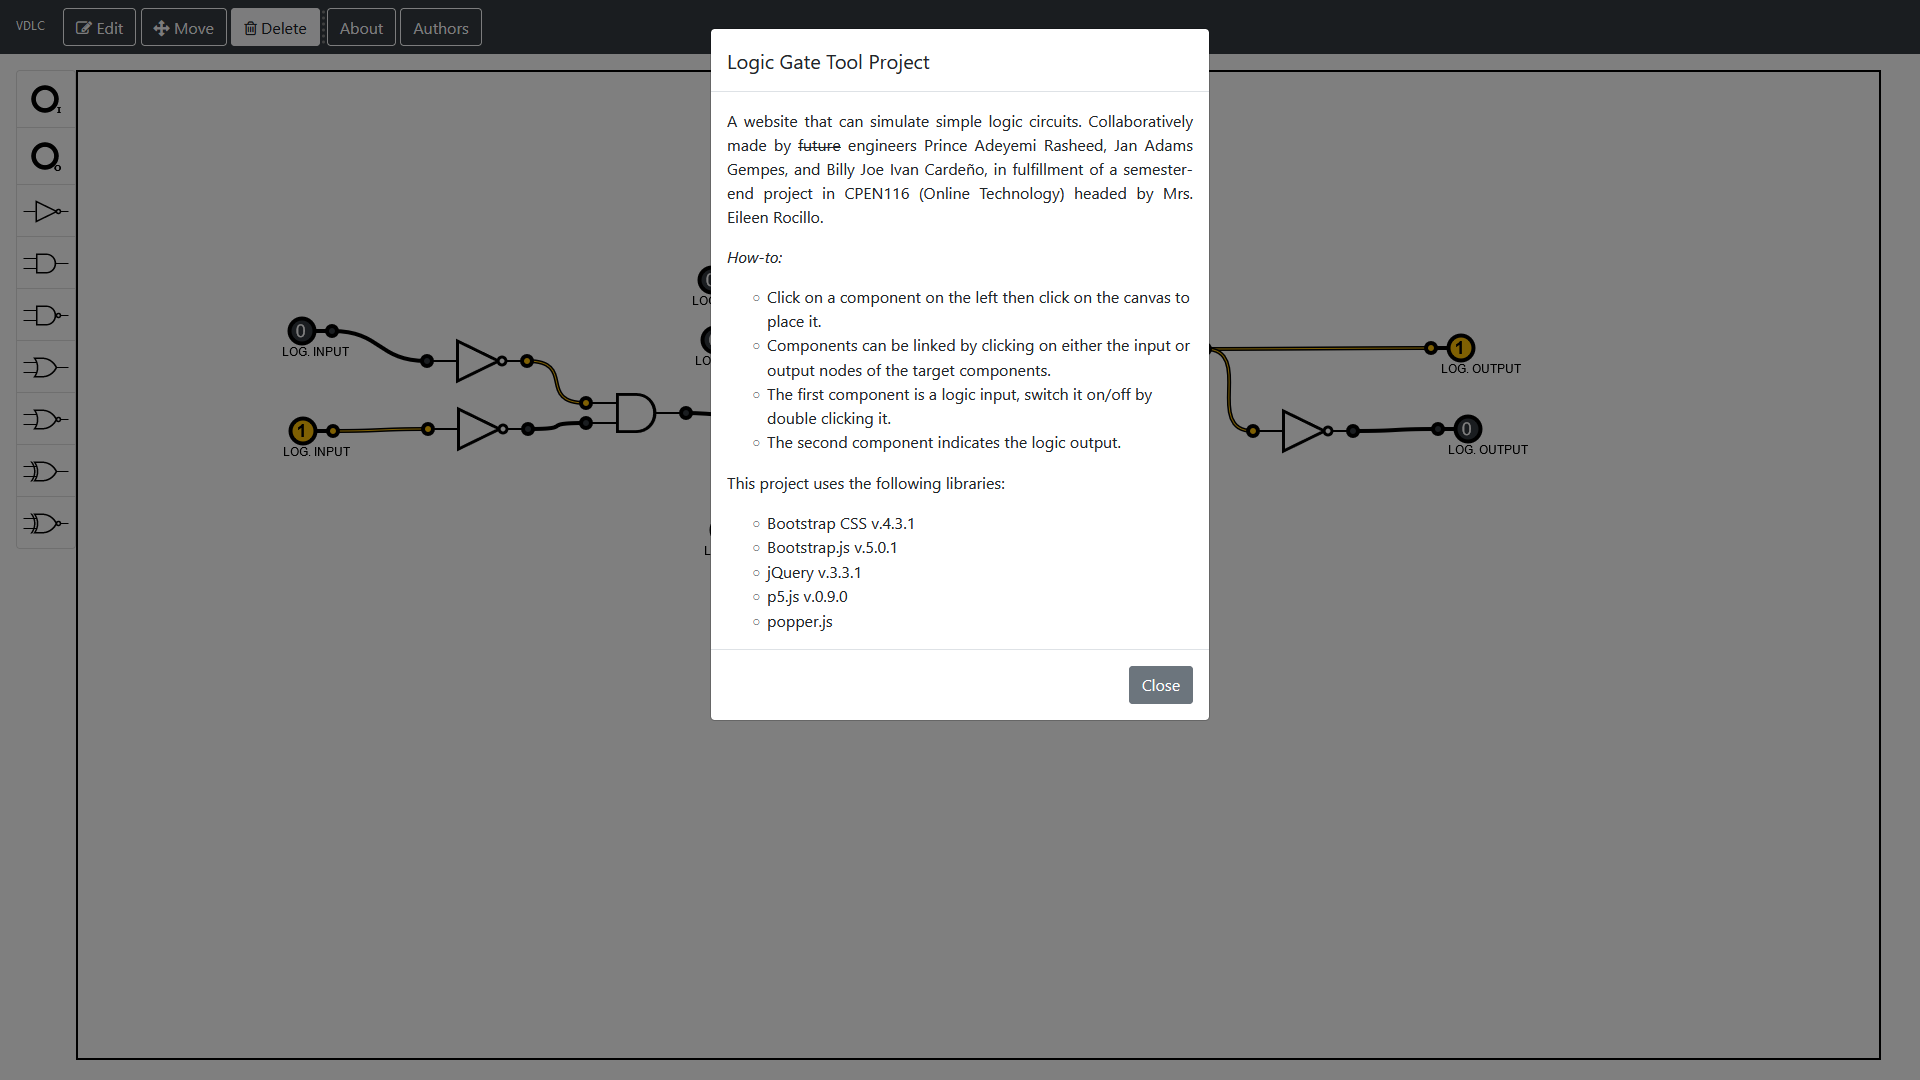 VDLC
Edit
Move
Delete
About
Authors
Logic Gate Tool Project
A website that can simulate simple logic circuits. Collaboratively
made by future engineers Prince Adeyemi Rasheed, Jan Adams
Gempes, and Billy Joe Ivan Cardeño, in fulfillment of a semester-
end project in CPEN116 (Online Technology) headed by Mrs.
Eileen Rocillo.
How-to:
Click on a component on the left then click on the canvas to
place it.
Components can be linked by clicking on either the input or
output nodes of the target components.
The first component is a logic input, switch it on/off by
double clicking it.
The second component indicates the logic output.
This project uses the following libraries:
Bootstrap CSS v.4.3.1
Bootstrap.js v.5.0.1
jQuery v.3.3.1
p5.js v.0.9.0
popper.js
Close
I
O
0
LOG. INPUT
1
LOG. INPUT
1
LOG. OUTPUT
0
LOG. OUTPUT